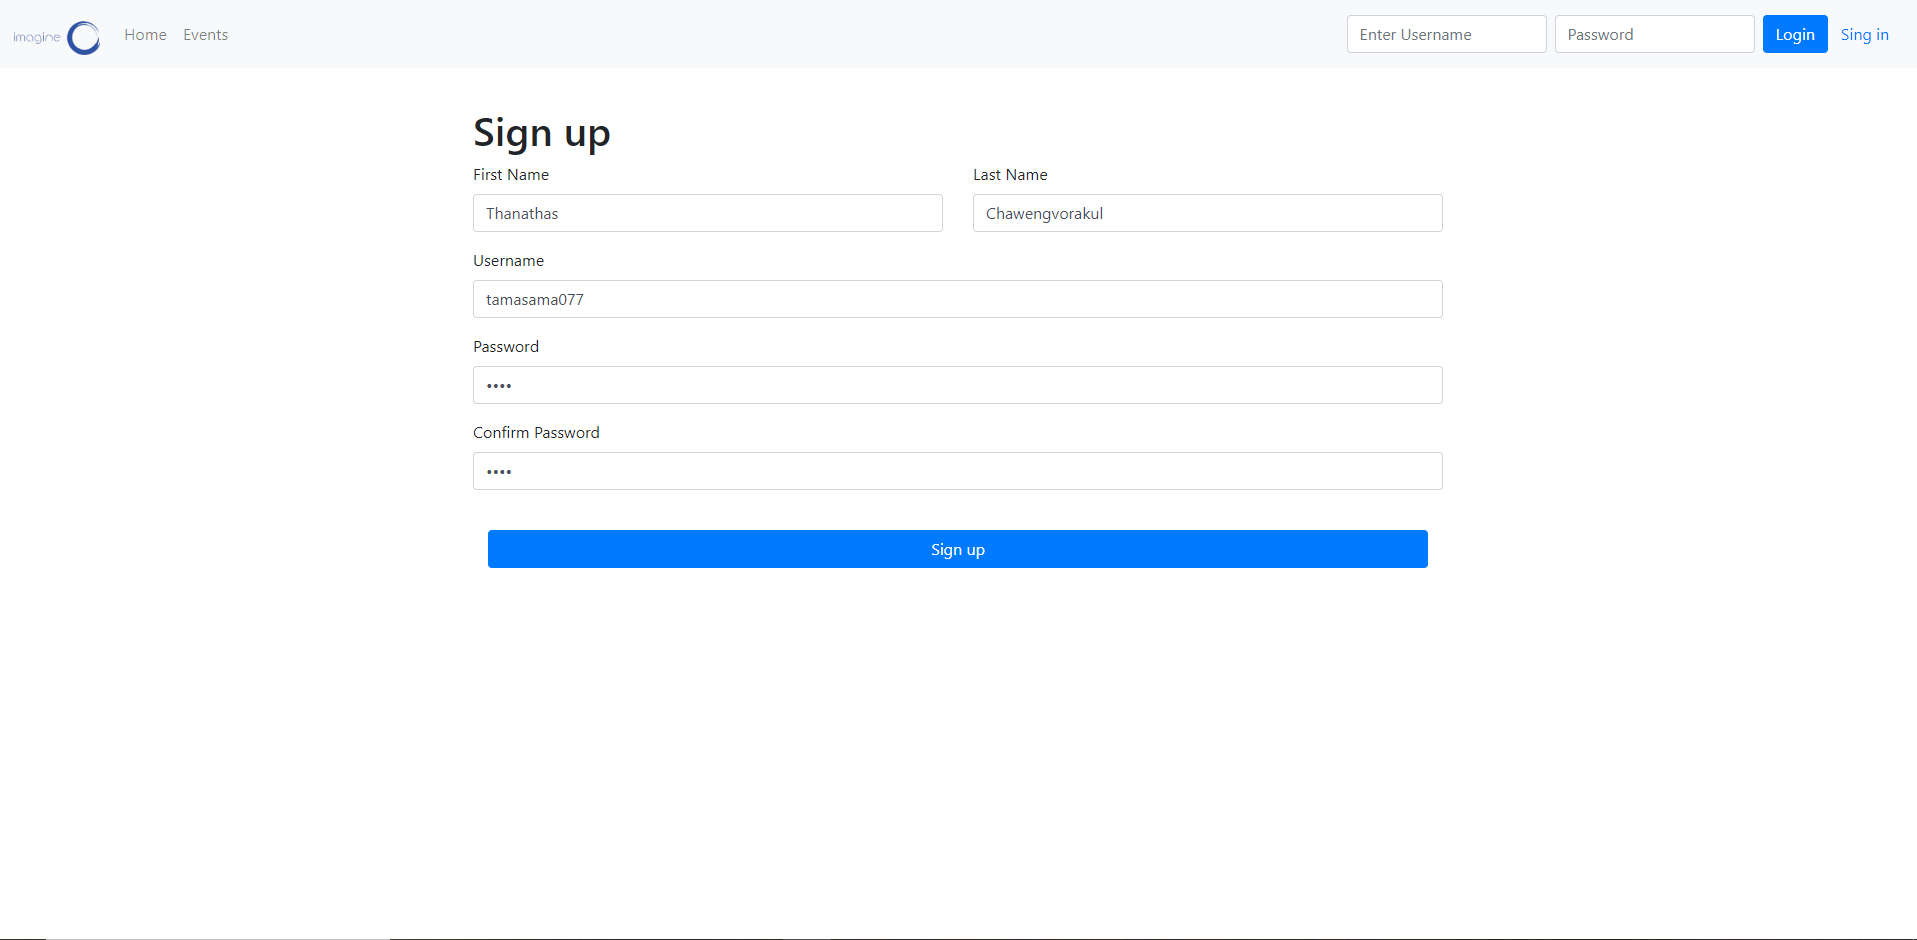 imagine Home Events Enter Username Password Login Sing in
Sign up
First Name Last Name
Thanathas Chawengvorakul
Username
tamasama077
Password
••••
Confirm Password
••••
Sign up